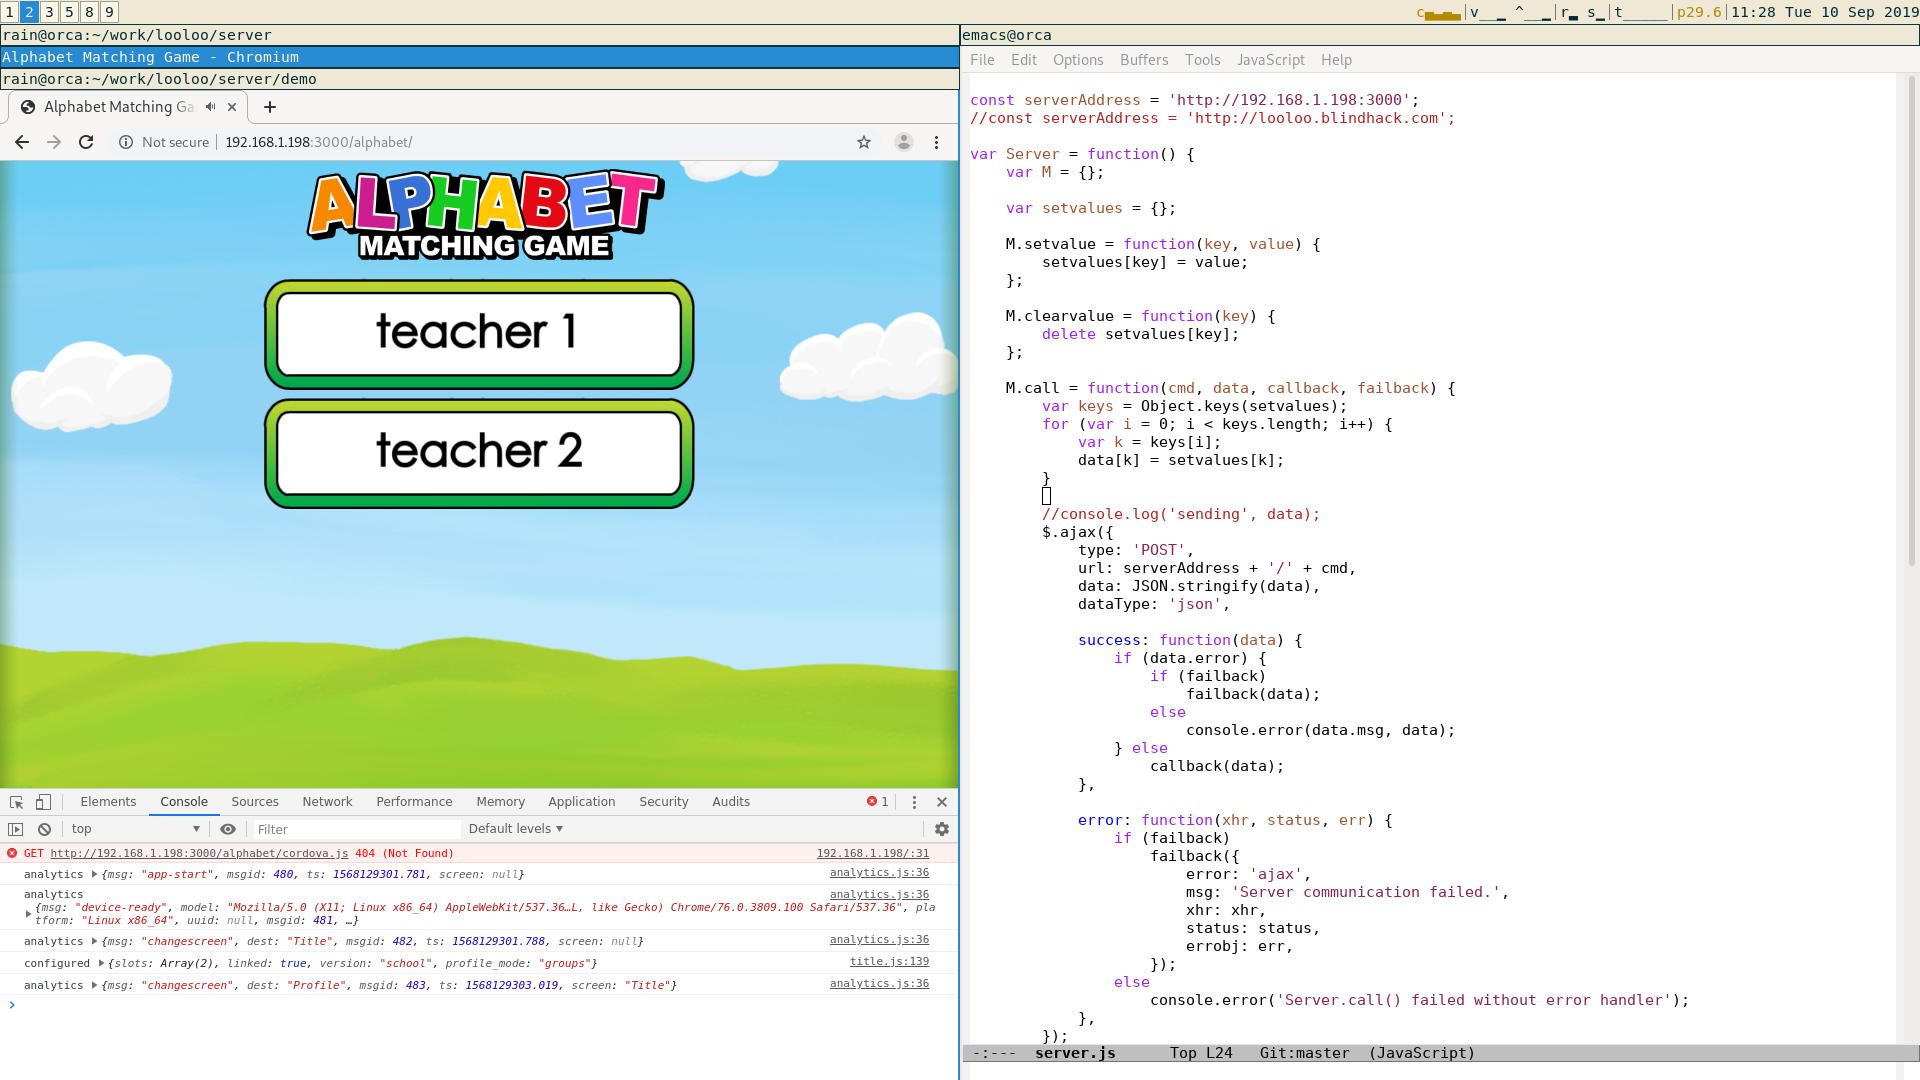 1 2 3 5 8 9
c v ^ r s t p29.6 11:28 Tue 10 Sep 2019
rain@orca:~/work/looloo/server
Alphabet Matching Game - Chromium
rain@orca:~/work/looloo/server/demo
Alphabet Matching Ga
Not secure 192.168.1.198:3000/alphabet/
ALPHABET
MATCHING GAME
teacher 1
teacher 2
Elements Console Sources Network Performance Memory Application Security Audits 1
top Filter Default levels
GET http://192.168.1.198:3000/alphabet/cordova.js 404 (Not Found) 192.168.1.198/:31
analytics {msg: "app-start", msgid: 480, ts: 1568129301.781, screen: null} analytics.js:36
analytics analytics.js:36
{msg: "device-ready", model: "Mozilla/5.0 (X11; Linux x86_64) AppleWebKit/537.36…L, like Gecko) Chrome/76.0.3809.100 Safari/537.36", pla
tform: "Linux x86_64", uuid: null, msgid: 481, …}
analytics {msg: "changescreen", dest: "Title", msgid: 482, ts: 1568129301.788, screen: null} analytics.js:36
configured {slots: Array(2), linked: true, version: "school", profile_mode: "groups"} title.js:139
analytics {msg: "changescreen", dest: "Profile", msgid: 483, ts: 1568129303.019, screen: "Title"} analytics.js:36
emacs@orca
File Edit Options Buffers Tools JavaScript Help
const serverAddress = 'http://192.168.1.198:3000';
//const serverAddress = 'http://looloo.blindhack.com';
var Server = function() {
var M = {};
var setvalues = {};
M.setvalue = function(key, value) {
setvalues[key] = value;
};
M.clearvalue = function(key) {
delete setvalues[key];
};
M.call = function(cmd, data, callback, failback) {
var keys = Object.keys(setvalues);
for (var i = 0; i < keys.length; i++) {
var k = keys[i];
data[k] = setvalues[k];
}
//console.log('sending', data);
$.ajax({
type: 'POST',
url: serverAddress + '/' + cmd,
data: JSON.stringify(data),
dataType: 'json',
success: function(data) {
if (data.error) {
if (failback)
failback(data);
else
console.error(data.msg, data);
} else
callback(data);
},
error: function(xhr, status, err) {
if (failback)
failback({
error: 'ajax',
msg: 'Server communication failed.',
xhr: xhr,
status: status,
errobj: err,
});
else
console.error('Server.call() failed without error handler');
},
});
-:--- server.js Top L24 Git:master (JavaScript)